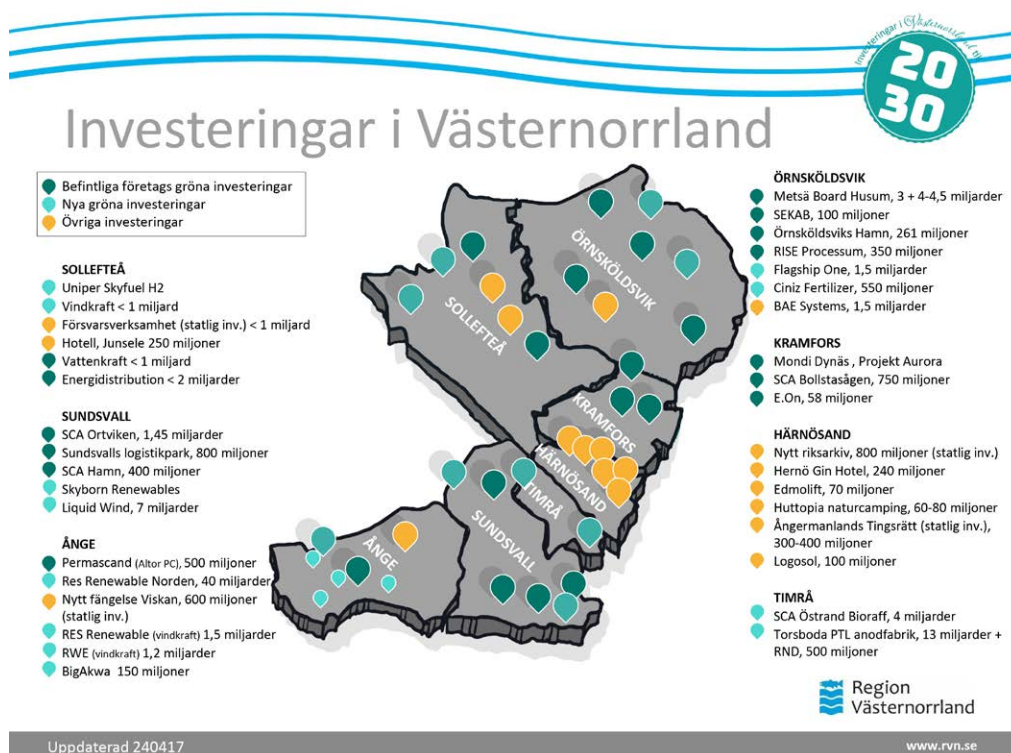 Investeringar i Västernorrland till
20
30
Investeringar i Västernorrland
Befintliga företags gröna investeringar
Nya gröna investeringar
Övriga investeringar
SOLLEFTEÅ
Uniper Skyfuel H2
Vindkraft < 1 miljard
Försvarsverksamhet (statlig inv.) < 1 miljard
Hotell, Junsele 250 miljoner
Vattenkraft < 1 miljard
Energidistribution < 2 miljarder
SUNDSVALL
SCA Ortviken, 1,45 miljarder
Sundsvalls logistikpark, 800 miljoner
SCA Hamn, 400 miljoner
Skyborn Renewables
Liquid Wind, 7 miljarder
ÅNGE
Permascand (Altor PC), 500 miljoner
Res Renewable Norden, 40 miljarder
Nytt fängelse Viskan, 600 miljoner
(statlig inv.)
RES Renewable (vindkraft) 1,5 miljarder
RWE (vindkraft) 1,2 miljarder
BigAkwa 150 miljoner
SOLLEFTEÅ
ÖRNSKÖLDSVIK
KRAMFORS
HÄRNÖSAND
TIMRÅ
SUNDSVALL
ÅNGE
ÖRNSKÖLDSVIK
Metsä Board Husum, 3 + 4-4,5 miljarder
SEKAB, 100 miljoner
Örnsköldsviks Hamn, 261 miljoner
RISE Processum, 350 miljoner
Flagship One, 1,5 miljarder
Ciniz Fertilizer, 550 miljoner
BAE Systems, 1,5 miljarder
KRAMFORS
Mondi Dynäs , Projekt Aurora
SCA Bollstasågen, 750 miljoner
E.On, 58 miljoner
HÄRNÖSAND
Nytt riksarkiv, 800 miljoner (statlig inv.)
Hernö Gin Hotel, 240 miljoner
Edmolift, 70 miljoner
Huttopia naturcamping, 60-80 miljoner
Ångermanlands Tingsrätt (statlig inv.),
300-400 miljoner
Logosol, 100 miljoner
TIMRÅ
SCA Östrand Bioraff, 4 miljarder
Torsboda PTL anodfabrik, 13 miljarder +
RND, 500 miljoner
Region
Västernorrland
Uppdaterad 240417
www.rvn.se